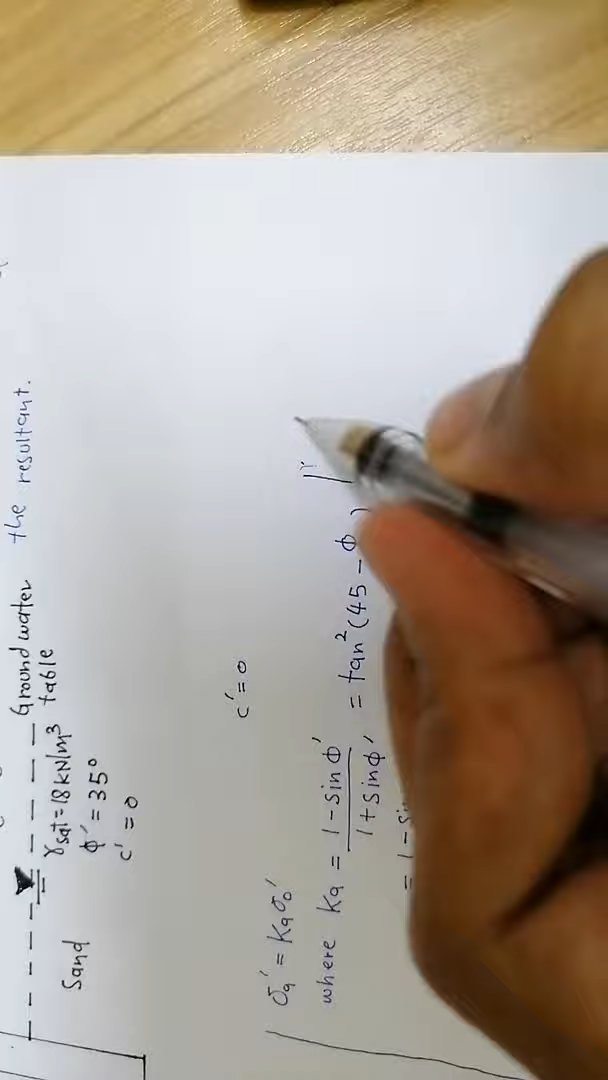 the resultant.
Ground water
table
γsat = 18 kN/m³
φ' = 35°
c' = 0
Sand
c' = 0
σa' = Ka σo'
where Ka = (1 - sin φ') / (1 + sin φ') = tan² (45 - φ
= 1 -